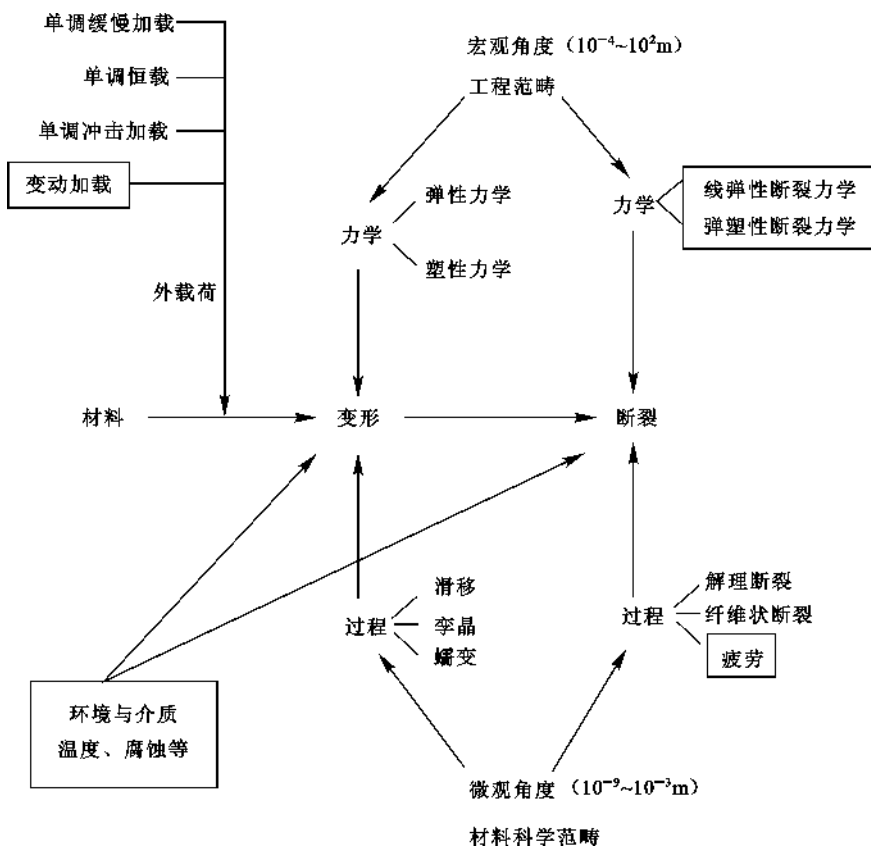 单调缓慢加载
单调恒载
单调冲击加载
变动加载
外载荷
宏观角度（10⁻⁴~10²m）
工程范畴
力学
弹性力学
塑性力学
力学
线弹性断裂力学
弹塑性断裂力学
材料
变形
断裂
过程
滑移
孪晶
蠕变
过程
解理断裂
纤维状断裂
疲劳
环境与介质
温度、腐蚀等
微观角度（10⁻⁹~10⁻³m）
材料科学范畴